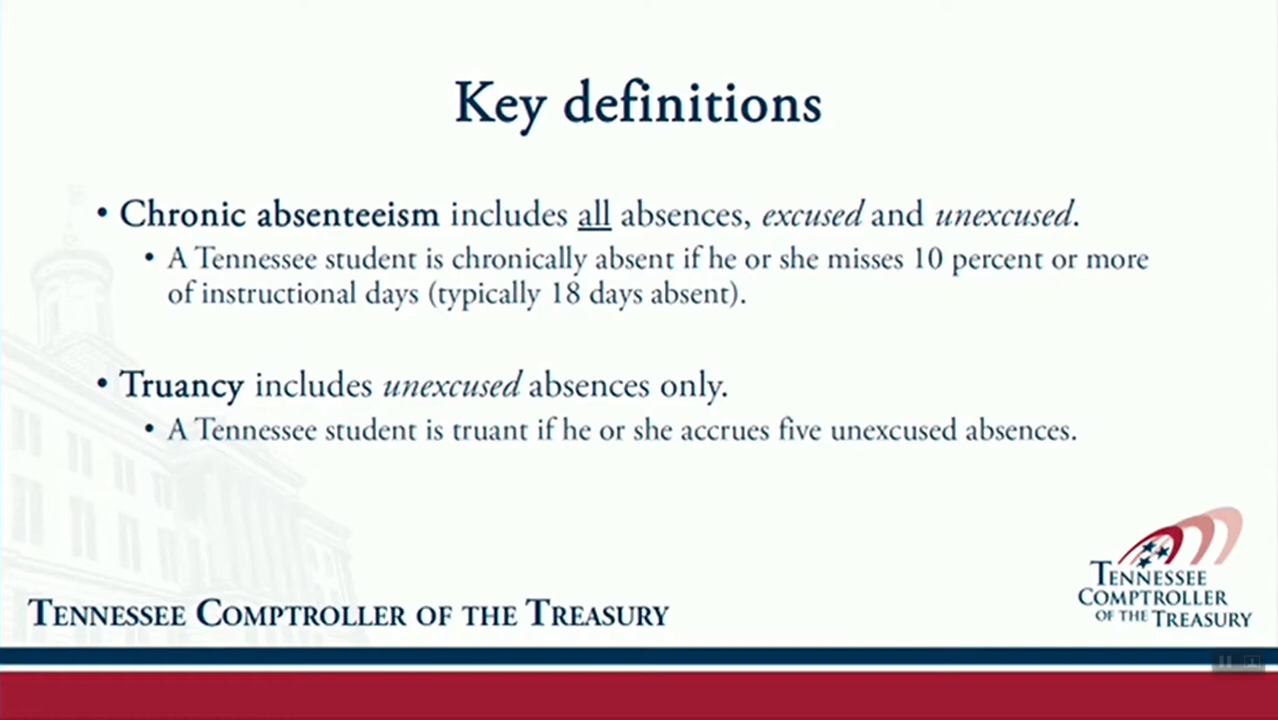 Key definitions
• Chronic absenteeism includes all absences, excused and unexcused.
• A Tennessee student is chronically absent if he or she misses 10 percent or more
of instructional days (typically 18 days absent).
• Truancy includes unexcused absences only.
• A Tennessee student is truant if he or she accrues five unexcused absences.
TENNESSEE COMPTROLLER OF THE TREASURY
TENNESSEE
COMPTROLLER
OF THE TREASURY